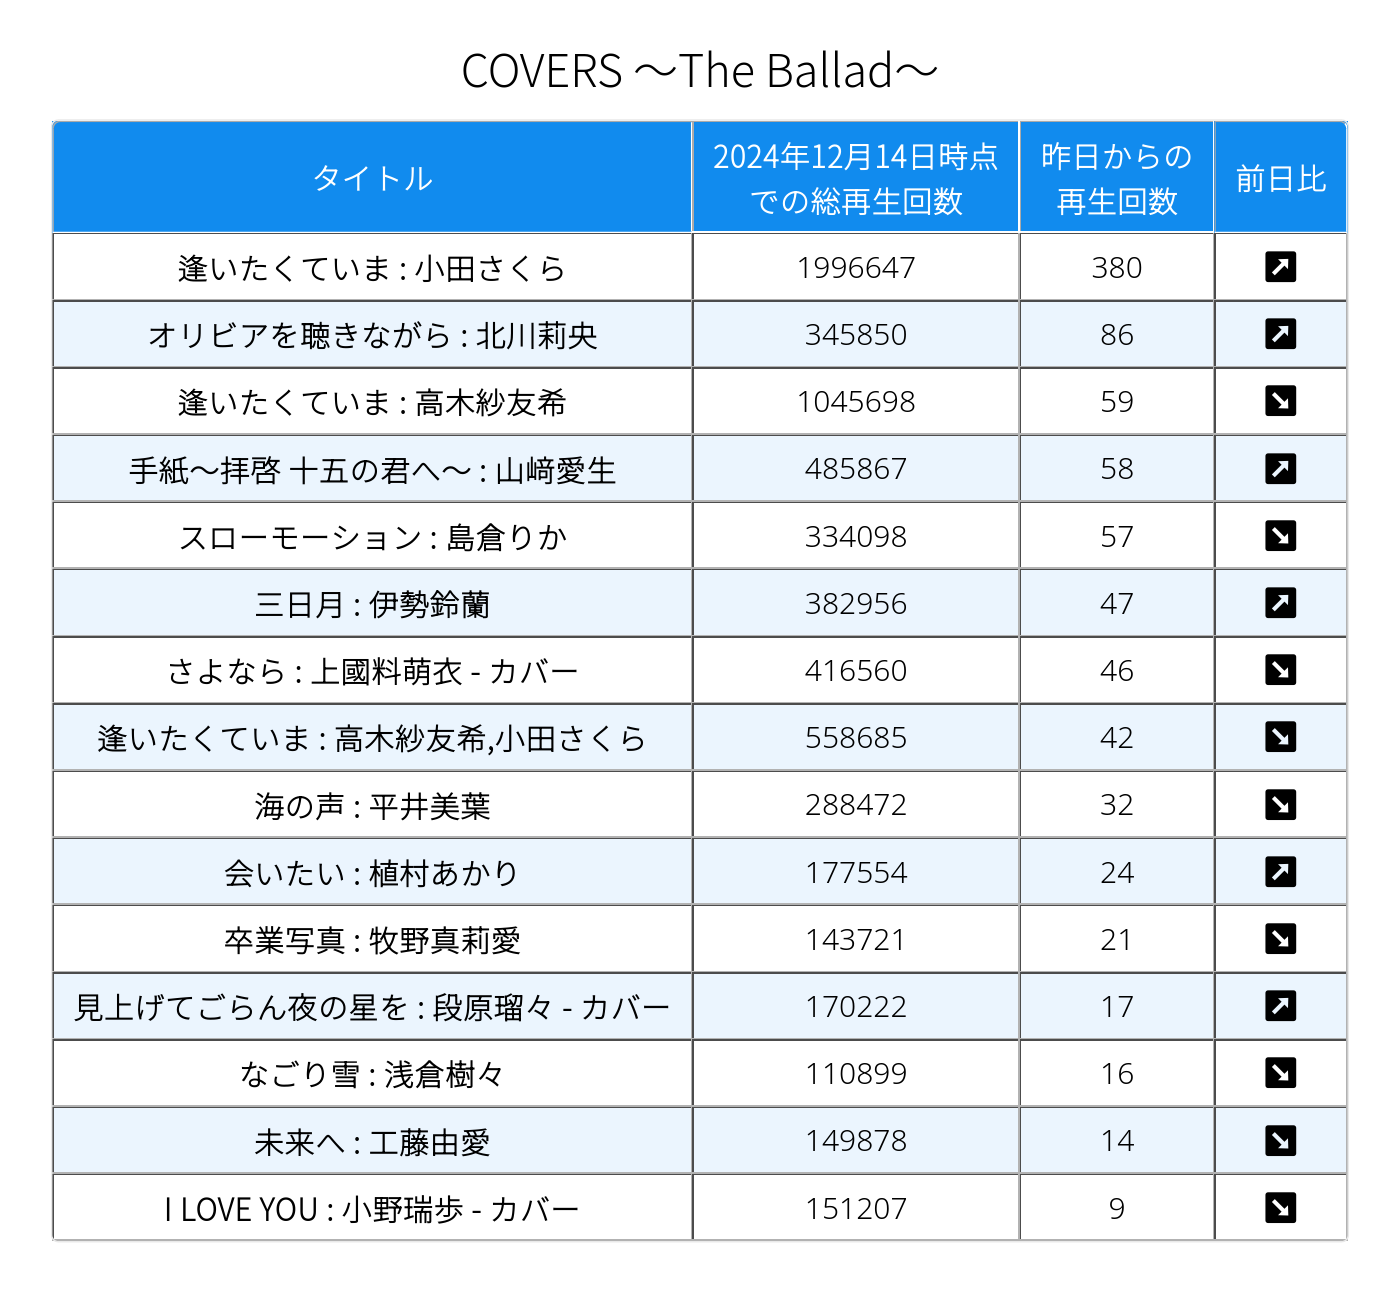 COVERS ～The Ballad～
タイトル 2024年12月14日時点での総再生回数 昨日からの再生回数 前日比
逢いたくていま : 小田さくら 1996647 380 ↗
オリビアを聴きながら : 北川莉央 345850 86 ↗
逢いたくていま : 高木紗友希 1045698 59 ↘
手紙～拝啓 十五の君へ～ : 山﨑愛生 485867 58 ↗
スローモーション : 島倉りか 334098 57 ↘
三日月 : 伊勢鈴蘭 382956 47 ↗
さよなら : 上國料萌衣 - カバー 416560 46 ↘
逢いたくていま : 高木紗友希,小田さくら 558685 42 ↘
海の声 : 平井美葉 288472 32 ↘
会いたい : 植村あかり 177554 24 ↗
卒業写真 : 牧野真莉愛 143721 21 ↘
見上げてごらん夜の星を : 段原瑠々 - カバー 170222 17 ↗
なごり雪 : 浅倉樹々 110899 16 ↘
未来へ : 工藤由愛 149878 14 ↘
I LOVE YOU : 小野瑞歩 - カバー 151207 9 ↘